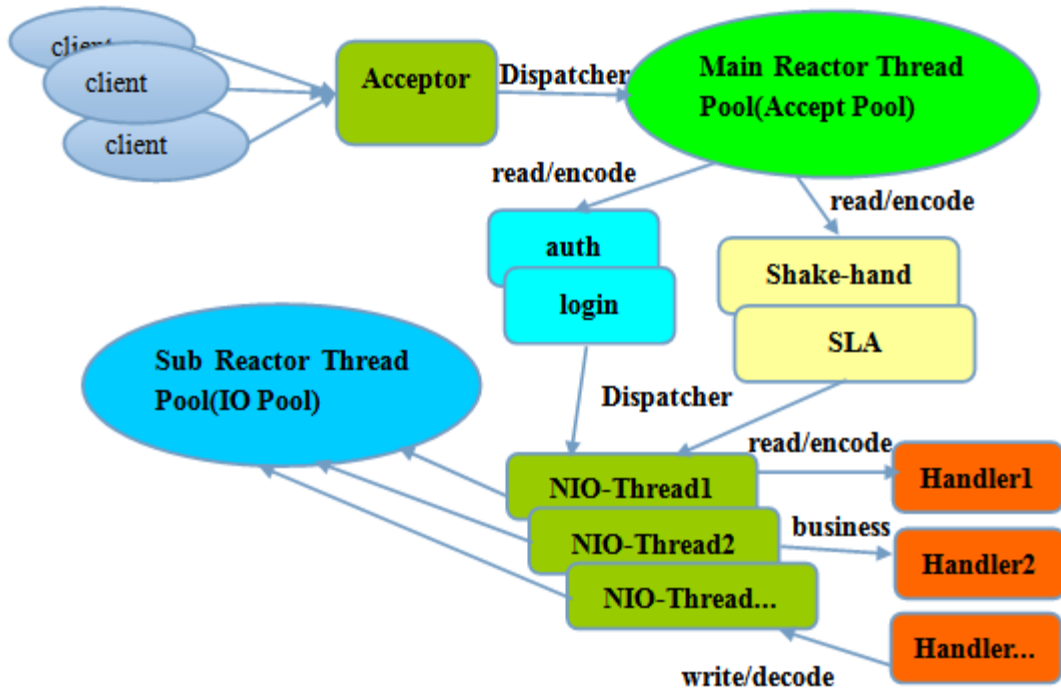 client
client
client
Acceptor
Dispatcher
Main Reactor Thread
Pool(Accept Pool)
read/encode
read/encode
auth
login
Shake-hand
SLA
Sub Reactor Thread
Pool(IO Pool)
Dispatcher
read/encode
NIO-Thread1
NIO-Thread2
NIO-Thread...
business
Handler1
Handler2
Handler...
write/decode